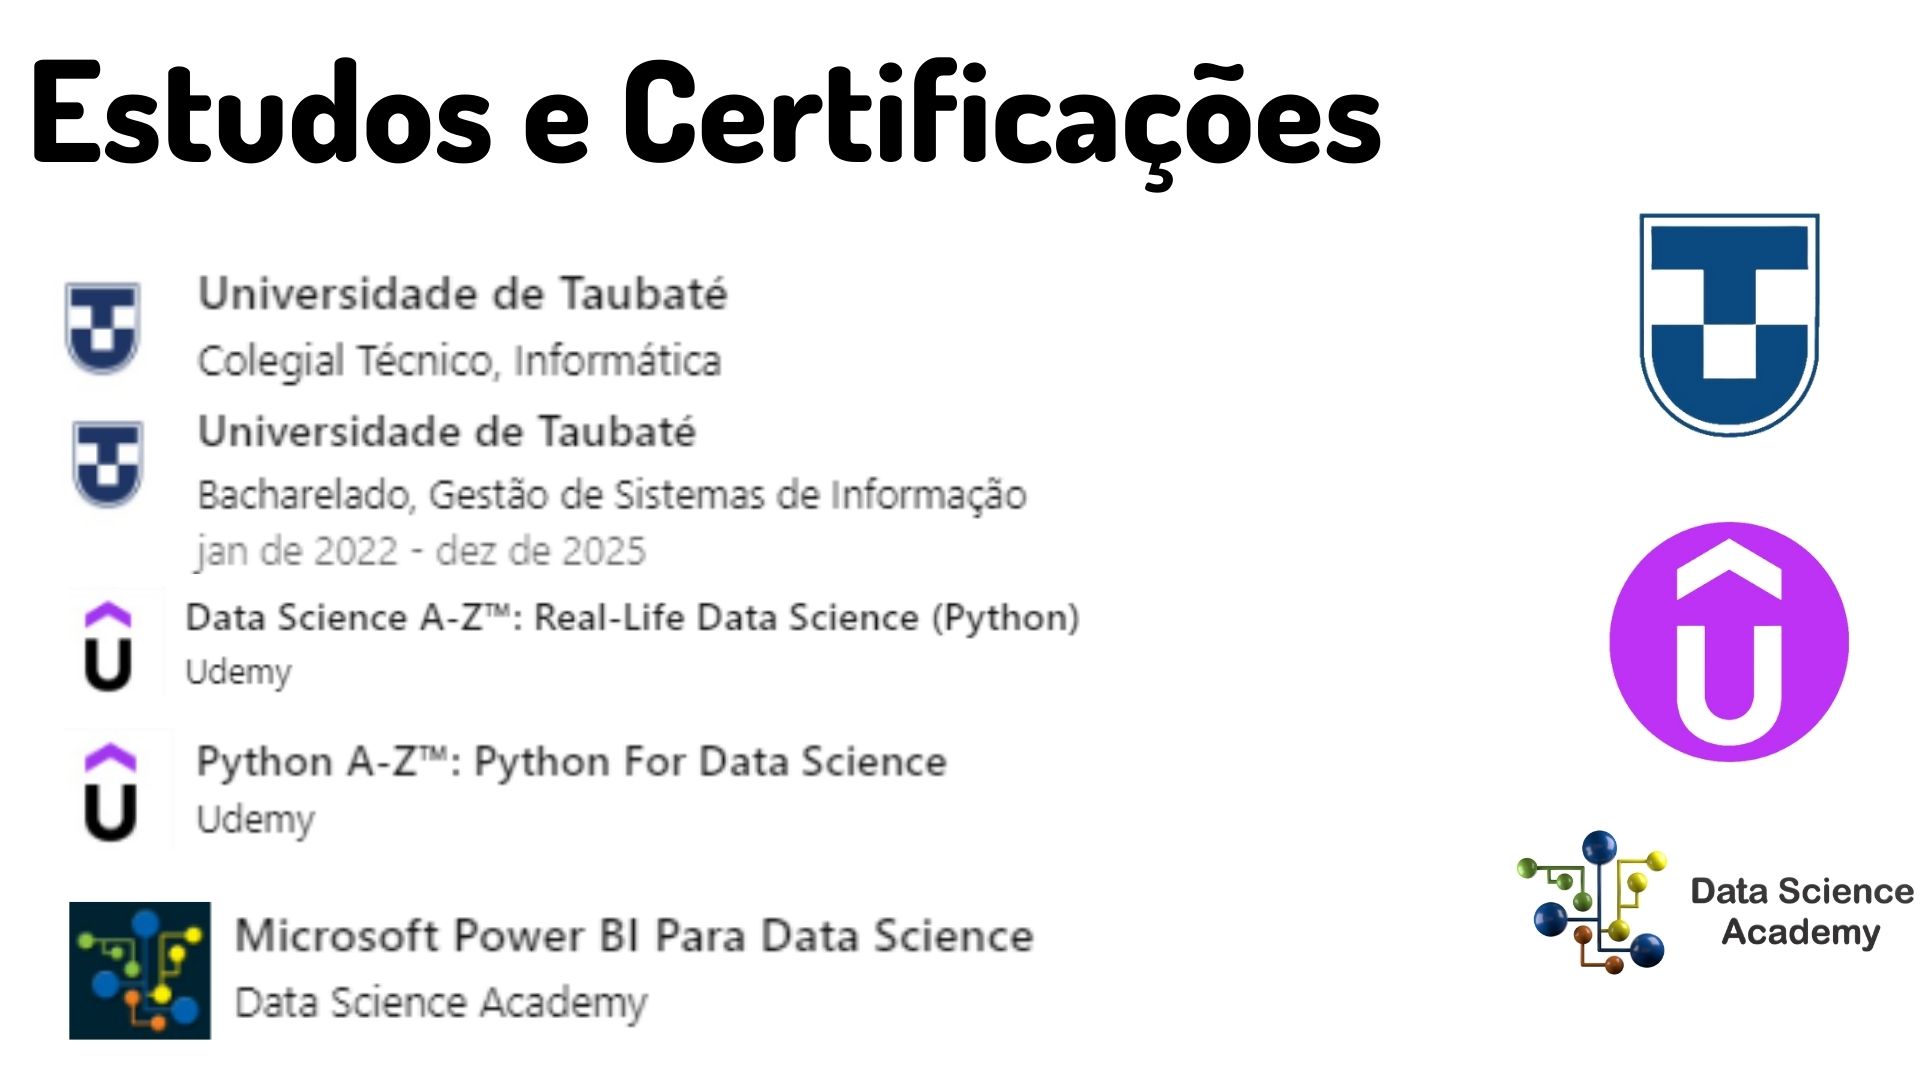 Estudos e Certificações
Universidade de Taubaté
Colegial Técnico, Informática
Universidade de Taubaté
Bacharelado, Gestão de Sistemas de Informação
jan de 2022 - dez de 2025
Data Science A-Z™: Real-Life Data Science (Python)
Udemy
Python A-Z™: Python For Data Science
Udemy
Microsoft Power BI Para Data Science
Data Science Academy
Data Science
Academy